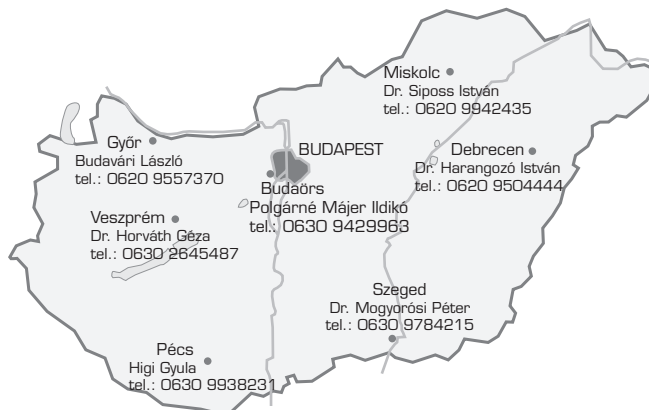 Miskolc
Dr. Siposs István
tel.: 0620 9942435
Győr
Budavári László
tel.: 0620 9557370
BUDAPEST
Debrecen
Dr. Harangozó István
tel.: 0620 9504444
Budaörs
Polgárné Májer Ildikó
tel.: 0630 9429963
Veszprém
Dr. Horváth Géza
tel.: 0630 2645487
Szeged
Dr. Mogyorósi Péter
tel.: 0630 9784215
Pécs
Higi Gyula
tel.: 0630 9938231